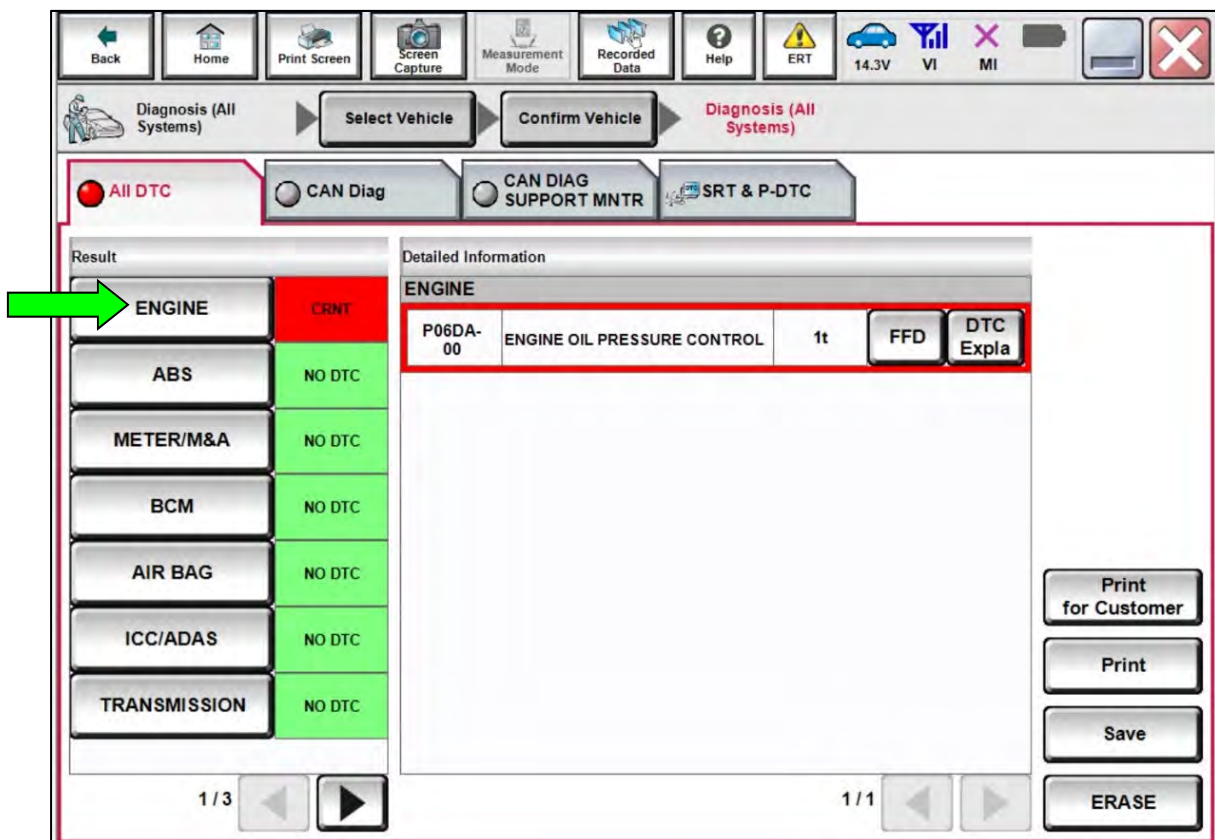 Back
Home
Print Screen
Screen
Capture
Measurement
Mode
Recorded
Data
Help
ERT
14.3V
VI
MI
Diagnosis (All
Systems)
Select Vehicle
Confirm Vehicle
Diagnosis (All
Systems)
All DTC
CAN Diag
CAN DIAG
SUPPORT MNTR
DTC
SRT & P-DTC
Result
Detailed Information
ENGINE
CRNT
ENGINE
P06DA-
00
ENGINE OIL PRESSURE CONTROL
1t
FFD
DTC
Expla
ABS
NO DTC
METER/M&A
NO DTC
BCM
NO DTC
AIR BAG
NO DTC
ICC/ADAS
NO DTC
TRANSMISSION
NO DTC
1/3
1/1
Print
for Customer
Print
Save
ERASE